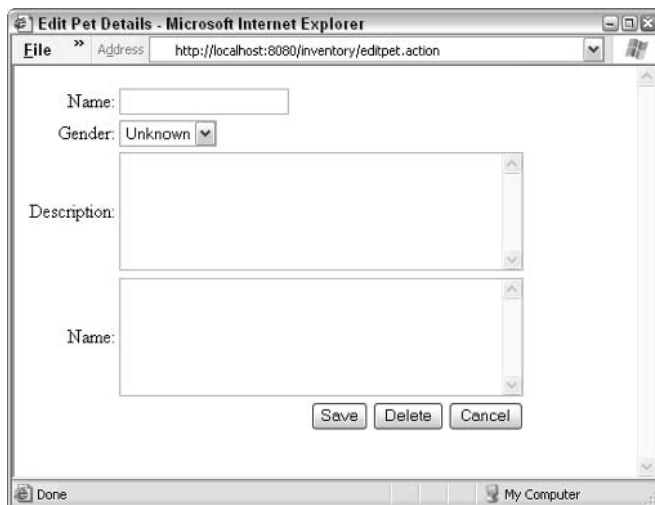 Edit Pet Details - Microsoft Internet Explorer
File » Address http://localhost:8080/inventory/editpet.action
Name:
Gender: Unknown
Description:
Name:
Save Delete Cancel
Done My Computer